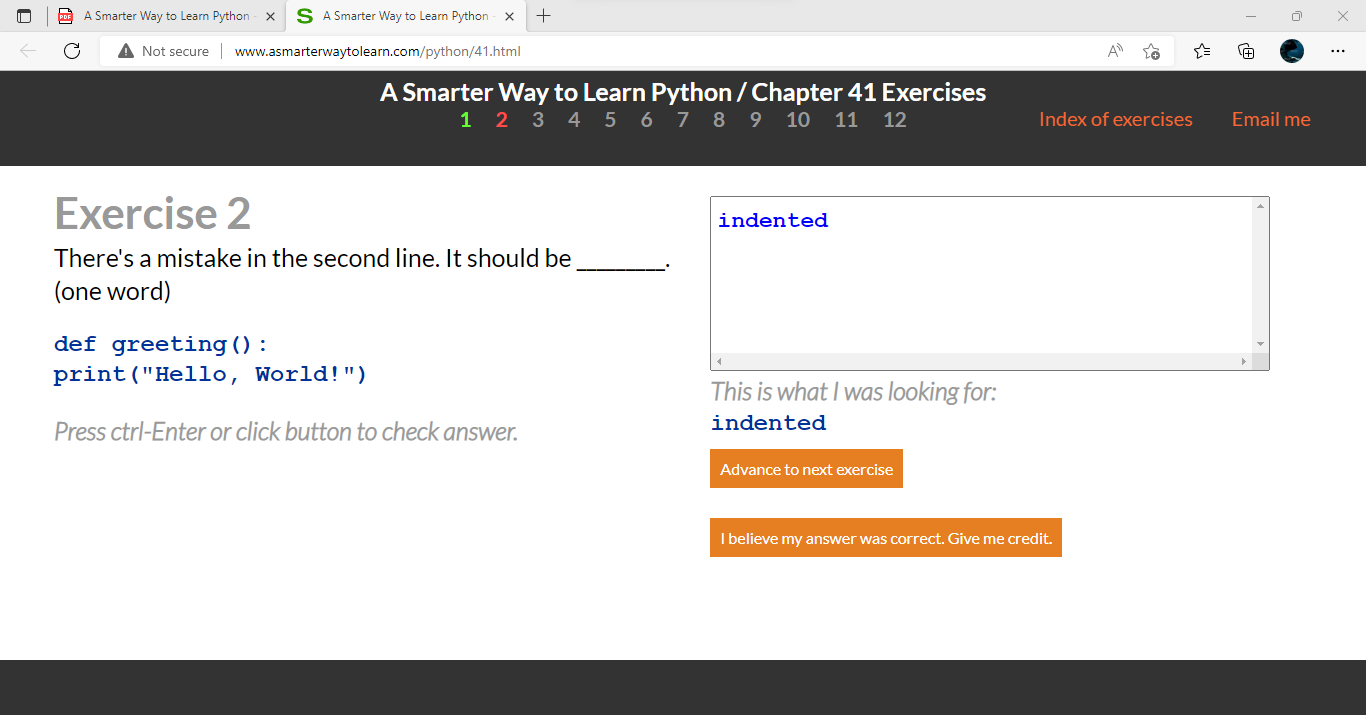 A Smarter Way to Learn Python -
A Smarter Way to Learn Python -
Not secure
www.asmarterwaytolearn.com/python/41.html
A Smarter Way to Learn Python / Chapter 41 Exercises
1 2 3 4 5 6 7 8 9 10 11 12
Index of exercises
Email me
Exercise 2
There's a mistake in the second line. It should be _________.
(one word)
def greeting():
print("Hello, World!")
Press ctrl-Enter or click button to check answer.
indented
This is what I was looking for:
indented
Advance to next exercise
I believe my answer was correct. Give me credit.